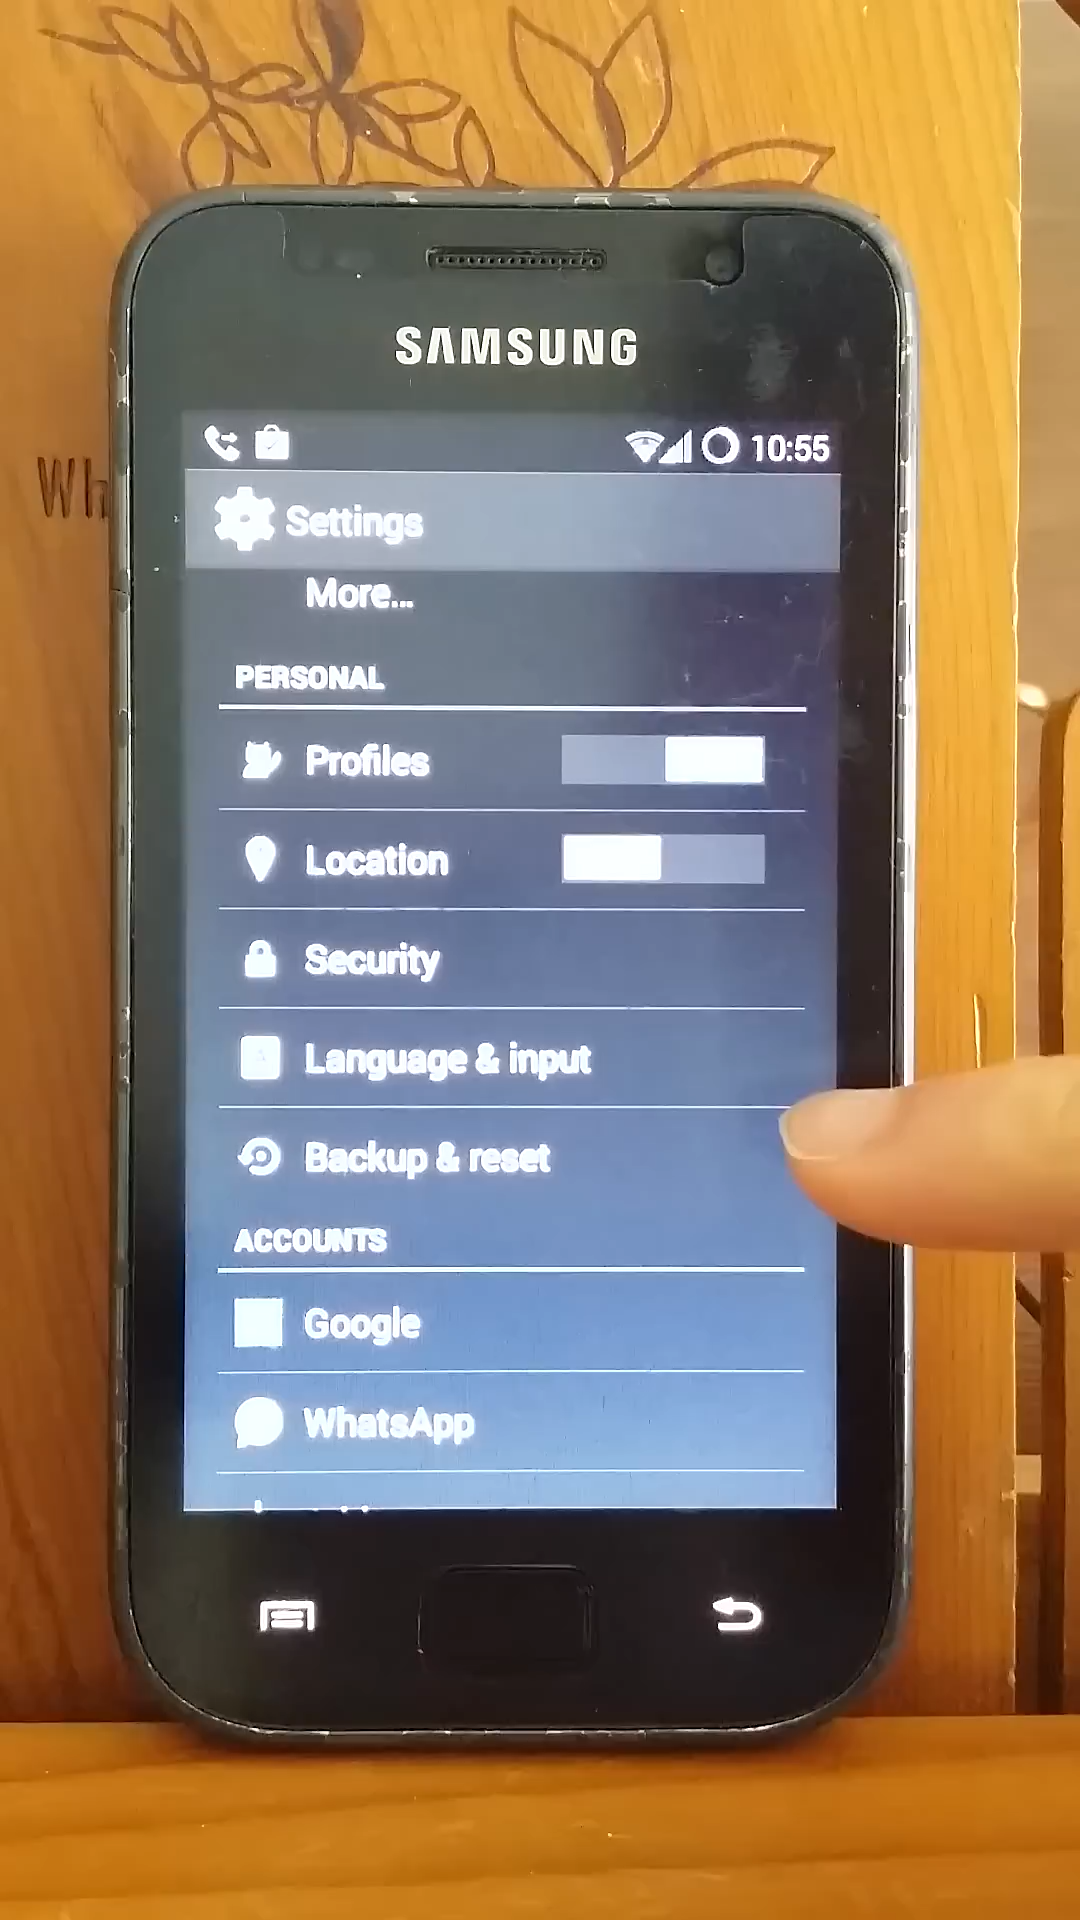 SAMSUNG
10:55
Settings
More...
PERSONAL
Profiles
Location
Security
Language & input
Backup & reset
ACCOUNTS
Google
WhatsApp